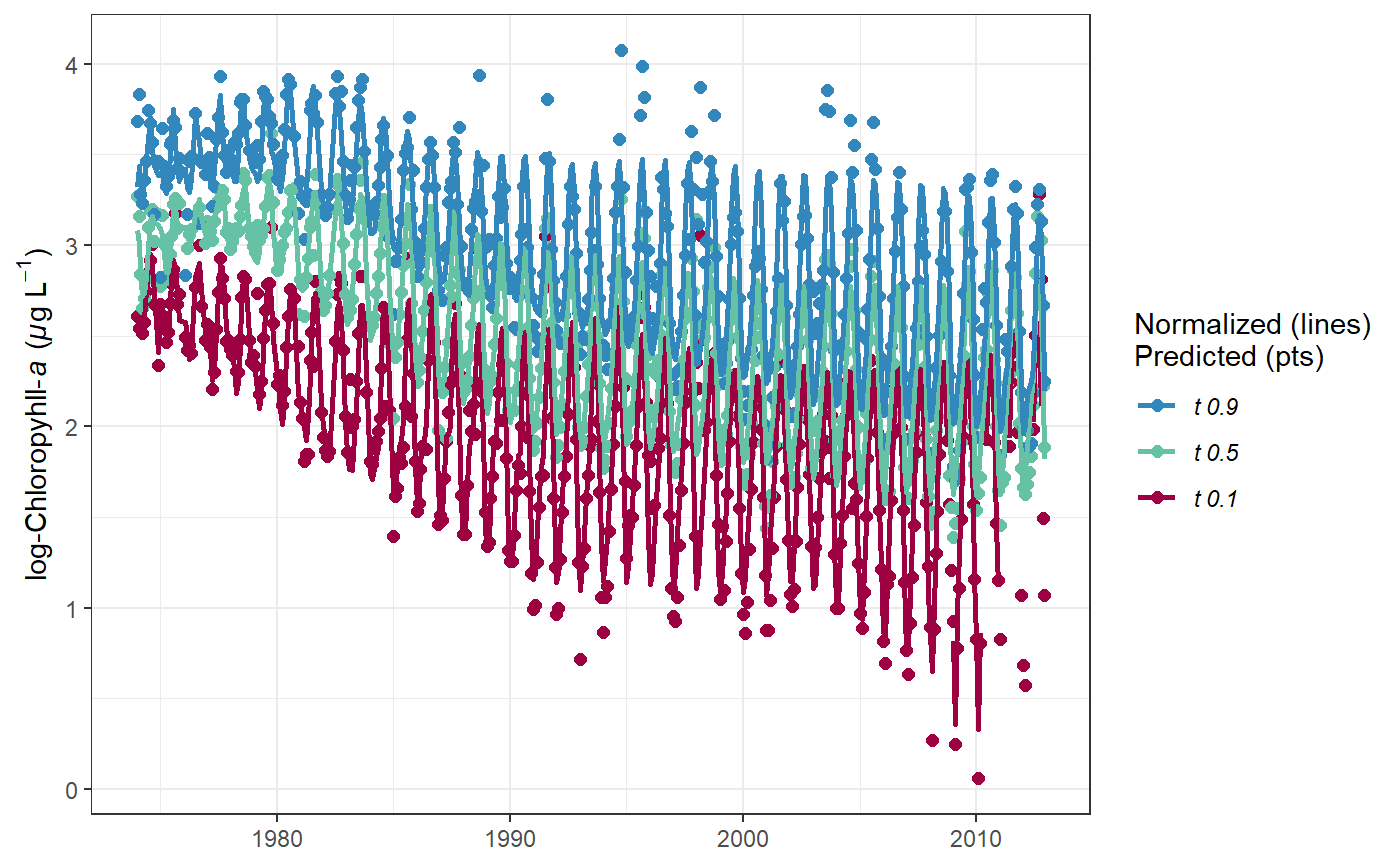 log-Chloropyhll-a (μg L⁻¹)
4
3
2
1
0
1980
1990
2000
2010
Normalized (lines)
Predicted (pts)
t 0.9
t 0.5
t 0.1